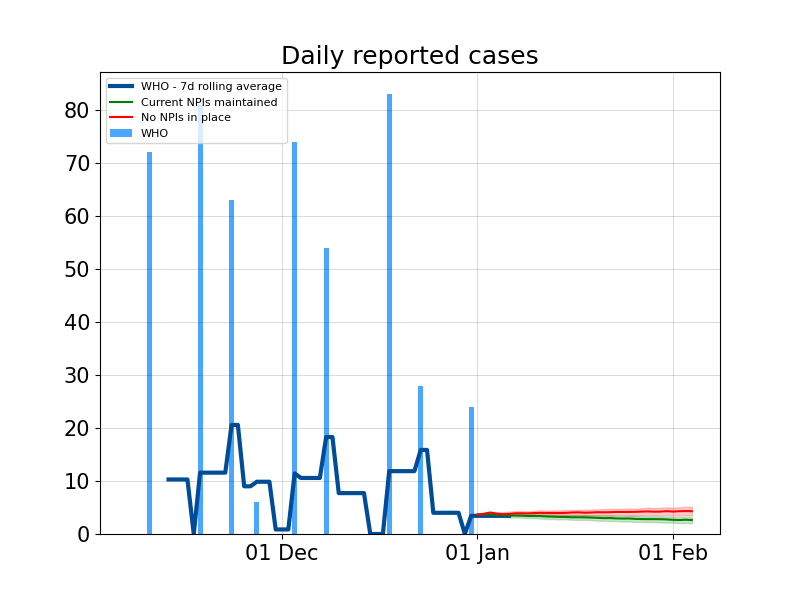 Daily reported cases
WHO - 7d rolling average
Current NPIs maintained
No NPIs in place
WHO
80
70
60
50
40
30
20
10
0
01 Dec
01 Jan
01 Feb